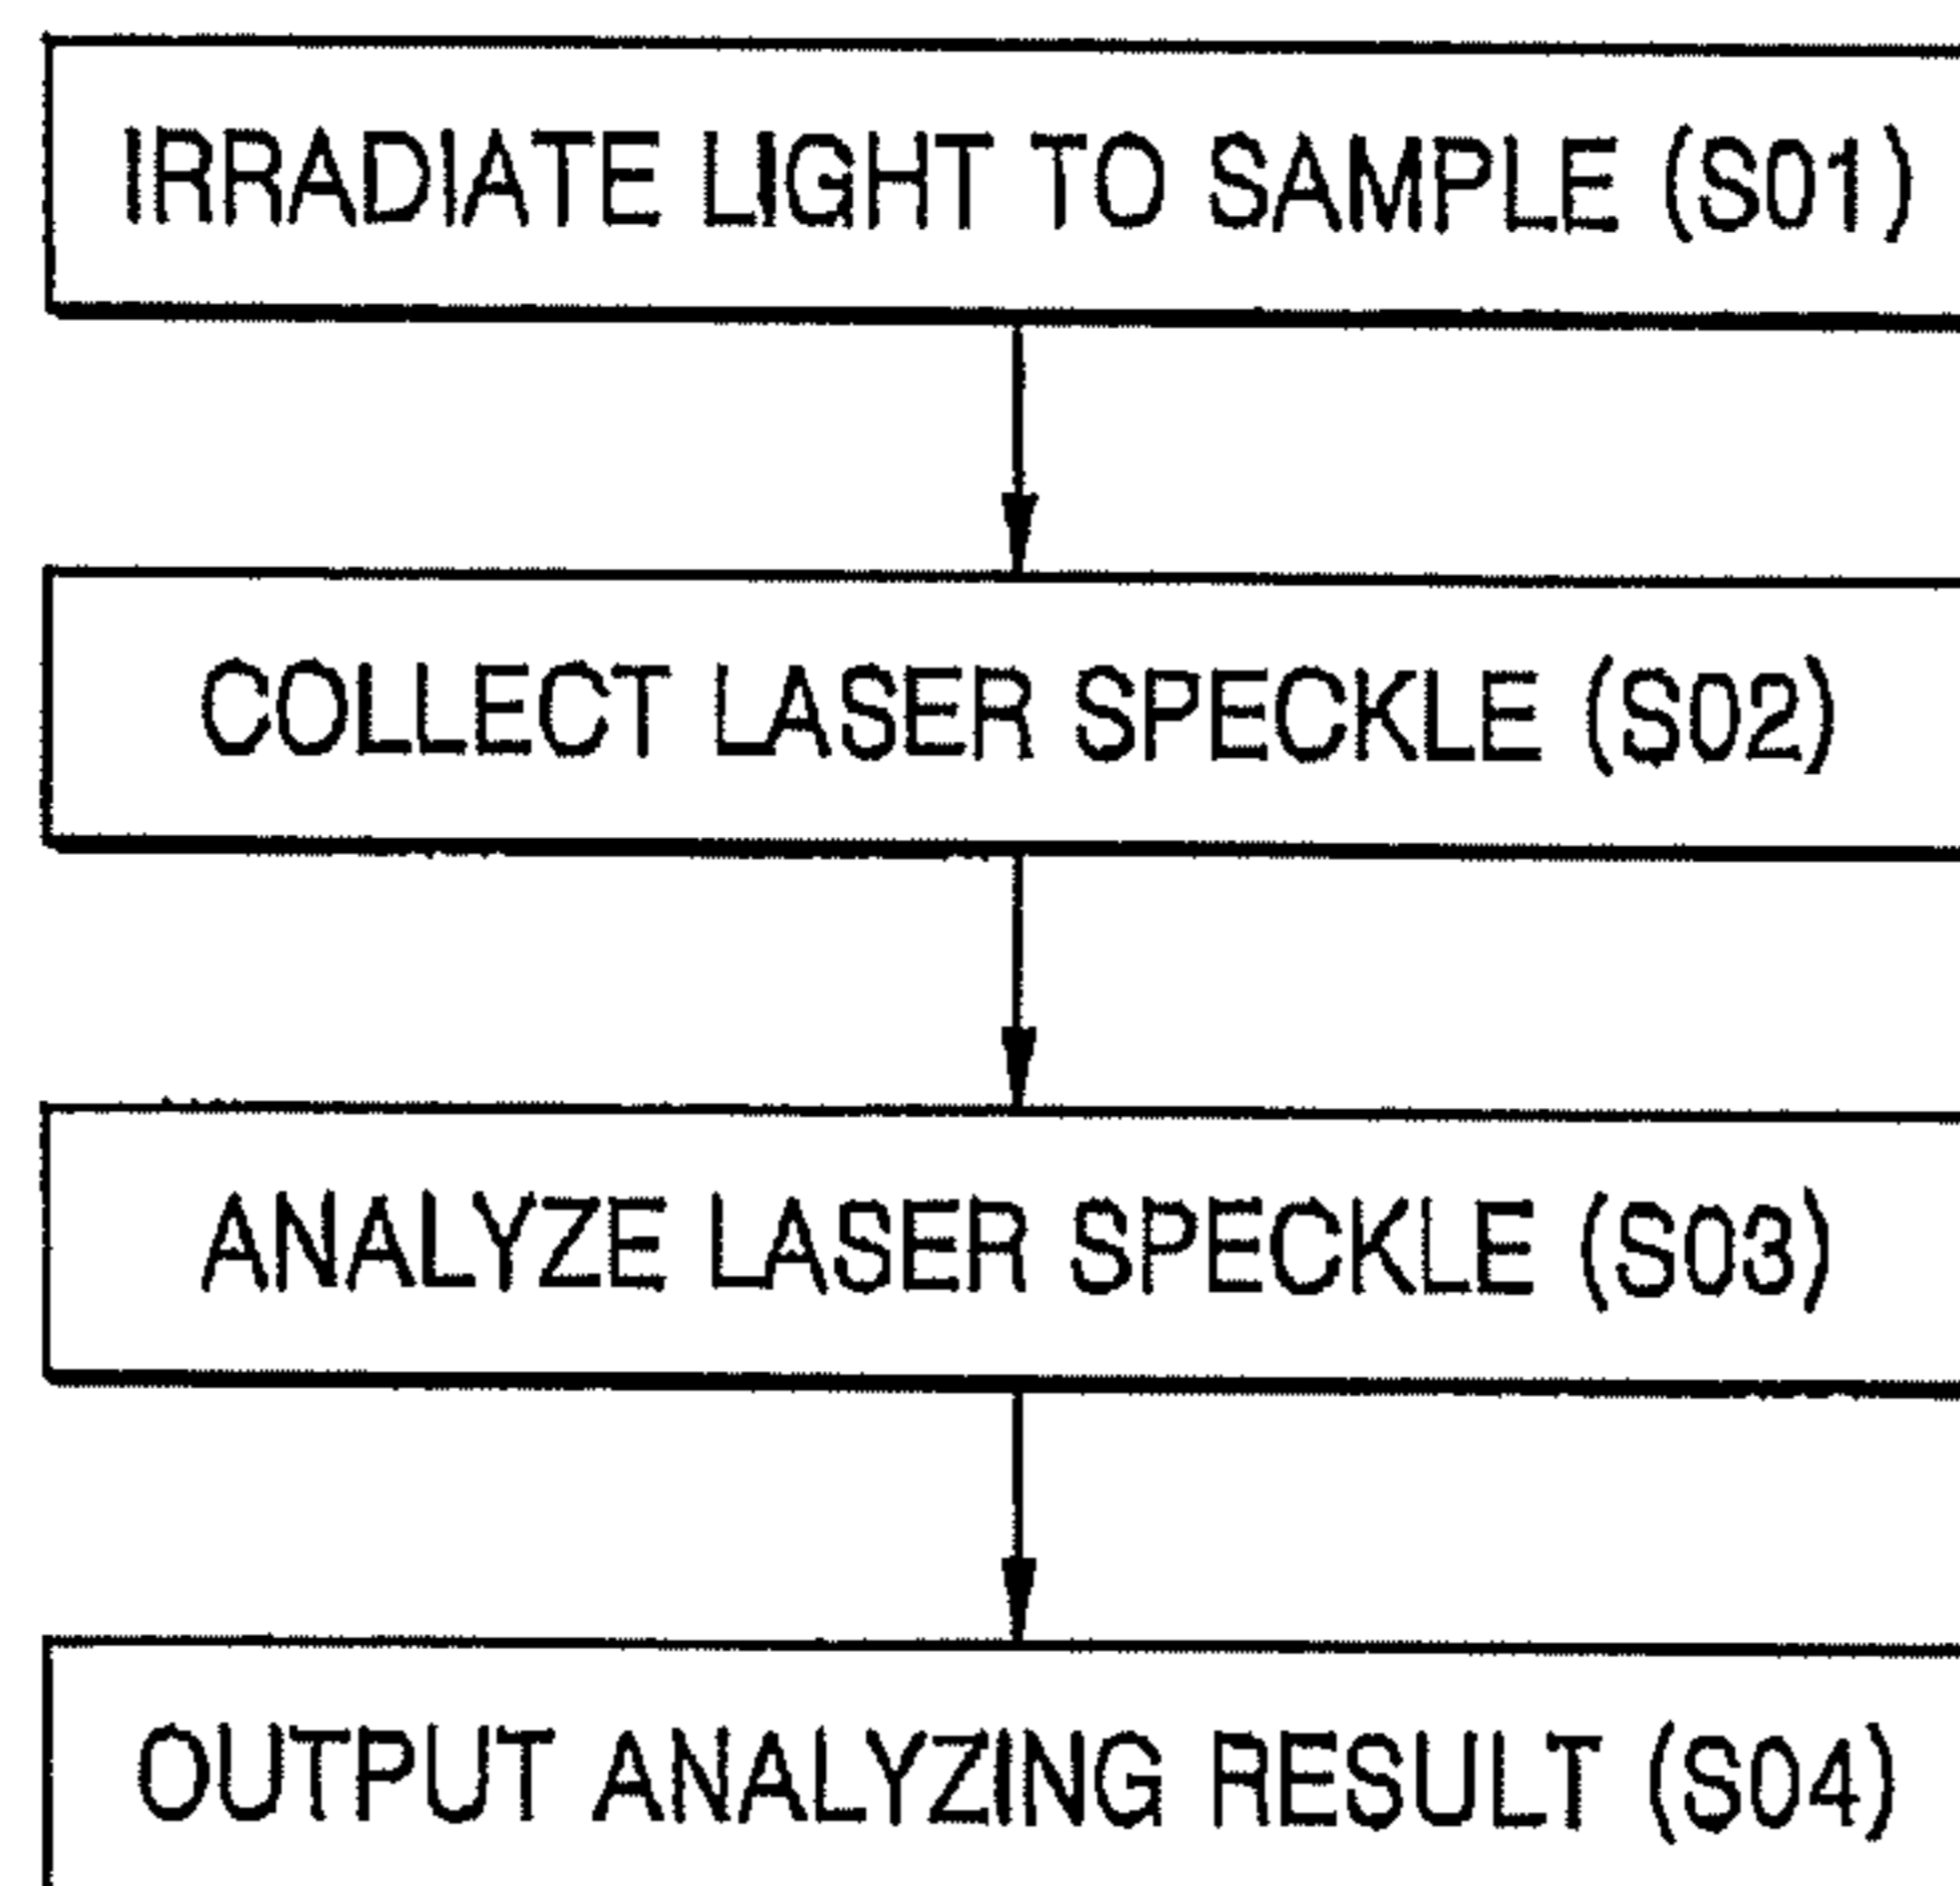 IRRADIATE LIGHT TO SAMPLE (S01)
COLLECT LASER SPECKLE (S02)
ANALYZE LASER SPECKLE (S03)
OUTPUT ANALYZING RESULT (S04)